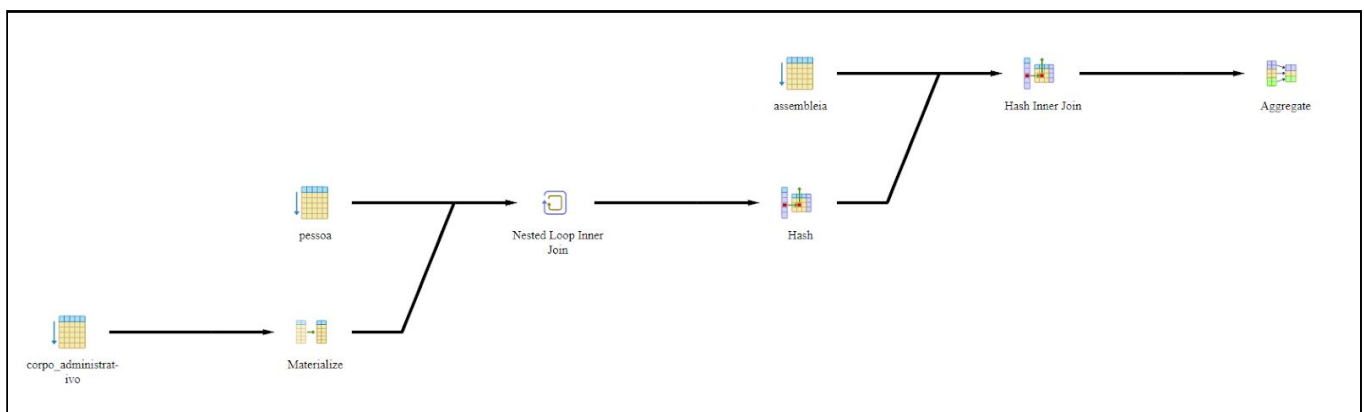 assembleia
Hash Inner Join
Aggregate
pessoa
Nested Loop Inner
Join
Hash
corpo_administrat-
ivo
Materialize